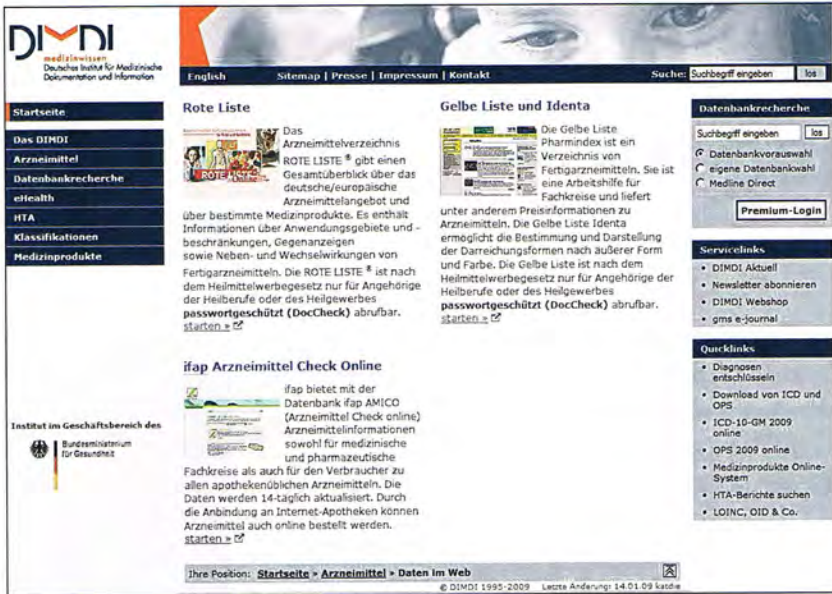 DIMDI
medizinwissen
Deutsches Institut für Medizinische
Dokumentation und Information
English
Sitemap | Presse | Impressum | Kontakt
Suche:
Suchbegriff eingeben
los
Startseite
Das DIMDI
Arzneimittel
Datenbankrecherche
eHealth
HTA
Klassifikationen
Medizinprodukte
Institut im Geschäftsbereich des
Bundesministerium
für Gesundheit
Rote Liste
ROTE LISTE
Das
Arzneimittelverzeichnis
ROTE LISTE ® gibt einen
Gesamtüberblick über das
deutsche/europäische
Arzneimittelangebot und
über bestimmte Medizinprodukte. Es enthält
Informationen über Anwendungsgebiete und -
beschränkungen, Gegenanzeigen
sowie Neben- und Wechselwirkungen von
Fertigarzneimitteln. Die ROTE LISTE ® ist nach
dem Heilmittelwerbegesetz nur für Angehörige
der Heilberufe oder des Heilgewerbes
passwortgeschützt (DocCheck) abrufbar.
starten »
Gelbe Liste und Identa
Die Gelbe Liste
Pharmindex ist ein
Verzeichnis von
Fertigarzneimitteln. Sie ist
eine Arbeitshilfe für
Fachkreise und liefert
unter anderem Preisinformationen zu
Arzneimitteln. Die Gelbe Liste Identa
ermöglicht die Bestimmung und Darstellung
der Darreichungsformen nach äußerer Form
und Farbe. Die Gelbe Liste ist nach dem
Heilmittelwerbegesetz nur für Angehörige der
Heilberufe oder des Heilgewerbes
passwortgeschützt (DocCheck) abrufbar.
starten »
ifap Arzneimittel Check Online
ifap bietet mit der
Datenbank ifap AMICO
(Arzneimittel Check online)
Arzneimittelinformationen
sowohl für medizinische
und pharmazeutische
Fachkreise als auch für den Verbraucher zu
allen apothekenüblichen Arzneimitteln. Die
Daten werden 14-täglich aktualisiert. Durch
die Anbindung an Internet-Apotheken können
Arzneimittel auch online bestellt werden.
starten »
Datenbankrecherche
Suchbegriff eingeben
los
Datenbankvorauswahl
eigene Datenbankwahl
Medline Direct
Premium-Login
Servicelinks
• DIMDI Aktuell
• Newsletter abonnieren
• DIMDI Webshop
• gms e-journal
Quicklinks
• Diagnosen
entschlüsseln
• Download von ICD und
OPS
• ICD-10-GM 2009
online
• OPS 2009 online
• Medizinprodukte Online-
System
• HTA-Berichte suchen
• LOINC, OID & Co.
Ihre Position: Startseite » Arzneimittel » Daten im Web
© DIMDI 1995-2009 Letzte Änderung: 14.01.09 katdie